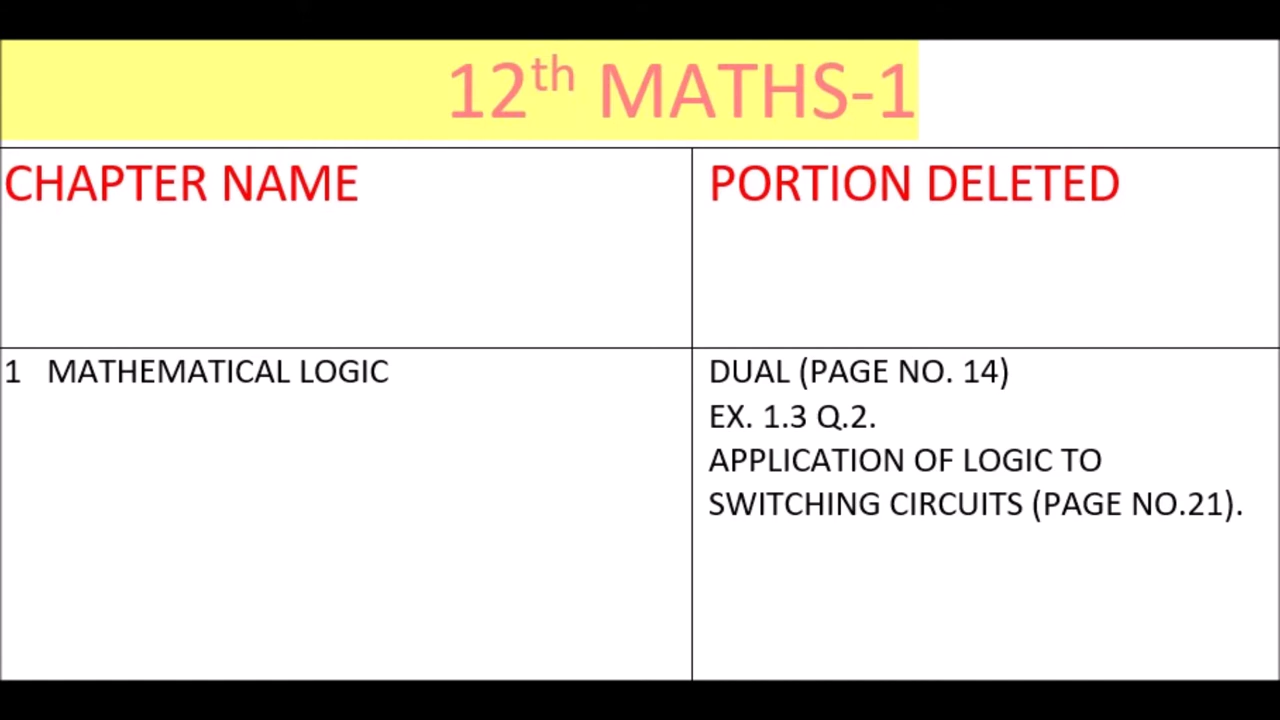 12th MATHS-1
CHAPTER NAME
PORTION DELETED
1 MATHEMATICAL LOGIC
DUAL (PAGE NO. 14)
EX. 1.3 Q.2.
APPLICATION OF LOGIC TO
SWITCHING CIRCUITS (PAGE NO.21).